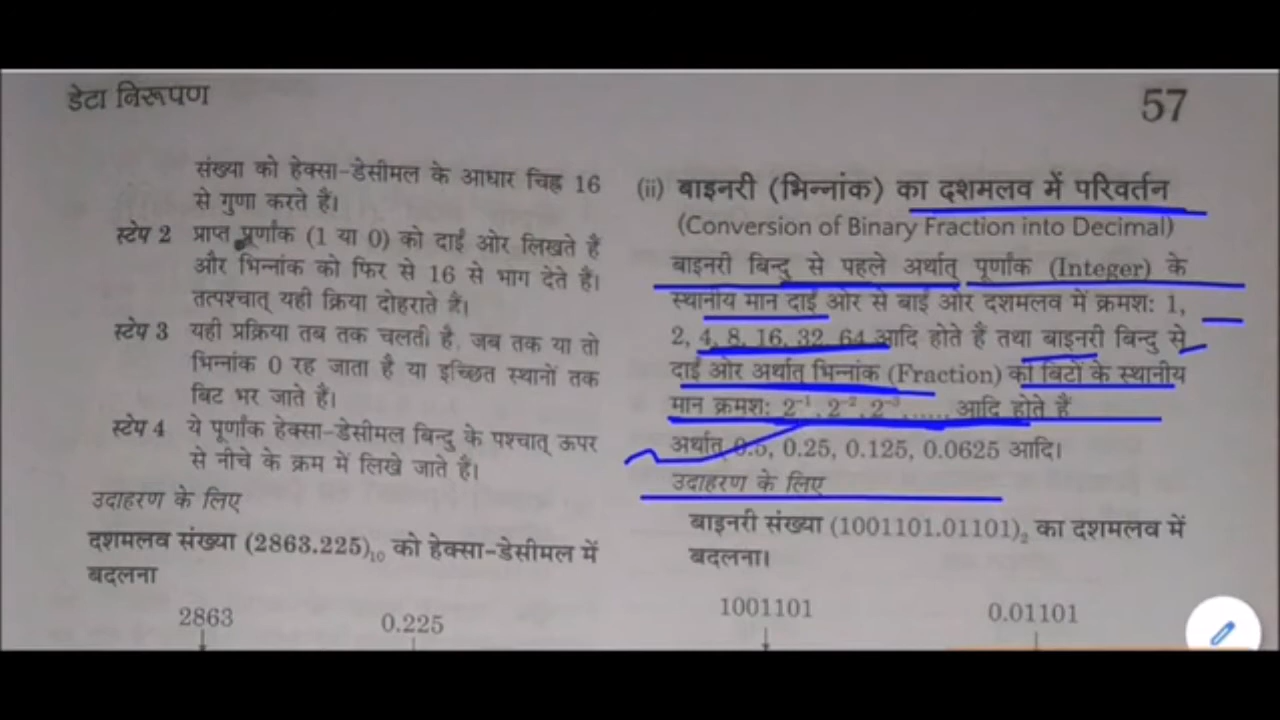 डेटा निरूपण
57
संख्या को हेक्सा-डेसीमल के आधार चिह्न 16
से गुणा करते हैं।
स्टेप 2 प्राप्त पूर्णांक (1 या 0) को दाईं ओर लिखते हैं
और भिन्नांक को फिर से 16 से भाग देते हैं।
तत्पश्चात् यही क्रिया दोहराते हैं।
स्टेप 3 यही प्रक्रिया तब तक चलती है, जब तक या तो
भिन्नांक 0 रह जाता है या इच्छित स्थानों तक
बिट भर जाते हैं।
स्टेप 4 ये पूर्णांक हेक्सा-डेसीमल बिन्दु के पश्चात् ऊपर
से नीचे के क्रम में लिखे जाते हैं।
उदाहरण के लिए
दशमलव संख्या (2863.225)₁₀ को हेक्सा-डेसीमल में
बदलना
2863 0.225
(ii) बाइनरी (भिन्नांक) का दशमलव में परिवर्तन
(Conversion of Binary Fraction into Decimal)
बाइनरी बिन्दु से पहले अर्थात् पूर्णांक (Integer) के
स्थानीय मान दाईं ओर से बाईं ओर दशमलव में क्रमश: 1,
2, 4, 8, 16, 32, 64 आदि होते हैं तथा बाइनरी बिन्दु से
दाईं ओर अर्थात् भिन्नांक (Fraction) की बिटों के स्थानीय
मान क्रमश: 2⁻¹, 2⁻², 2⁻³, ...... आदि होते हैं
अर्थात् 0.5, 0.25, 0.125, 0.0625 आदि।
उदाहरण के लिए
बाइनरी संख्या (1001101.01101)₂ का दशमलव में
बदलना।
1001101 0.01101